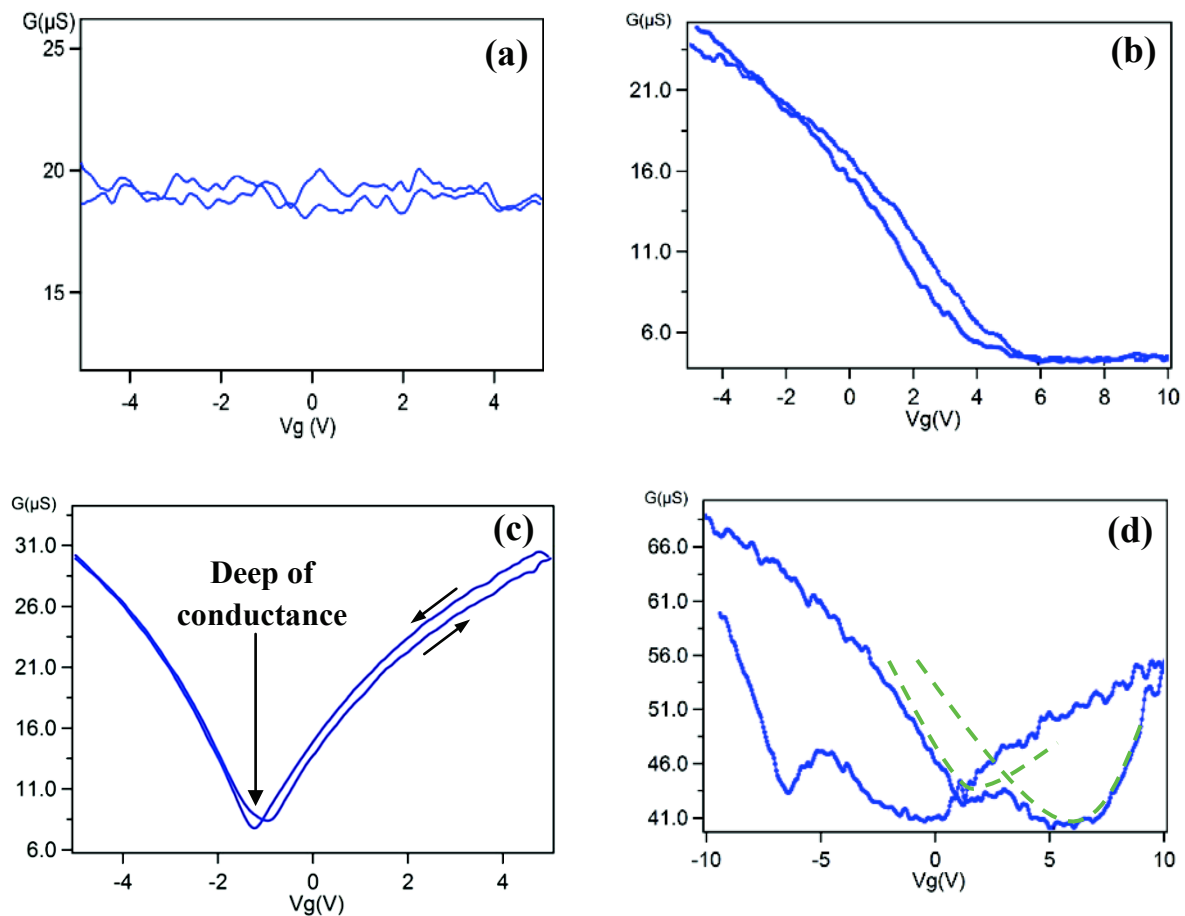 G(µS)
(a)
25
20
15
-4 -2 0 2 4
Vg (V)
G(µS)
(b)
21.0
16.0
11.0
6.0
-4 -2 0 2 4 6 8 10
Vg(V)
G(µS)
(c)
31.0
26.0
21.0
16.0
11.0
6.0
Deep of
conductance
-4 -2 0 2 4
Vg(V)
G(µS)
(d)
66.0
61.0
56.0
51.0
46.0
41.0
-10 -5 0 5 10
Vg(V)